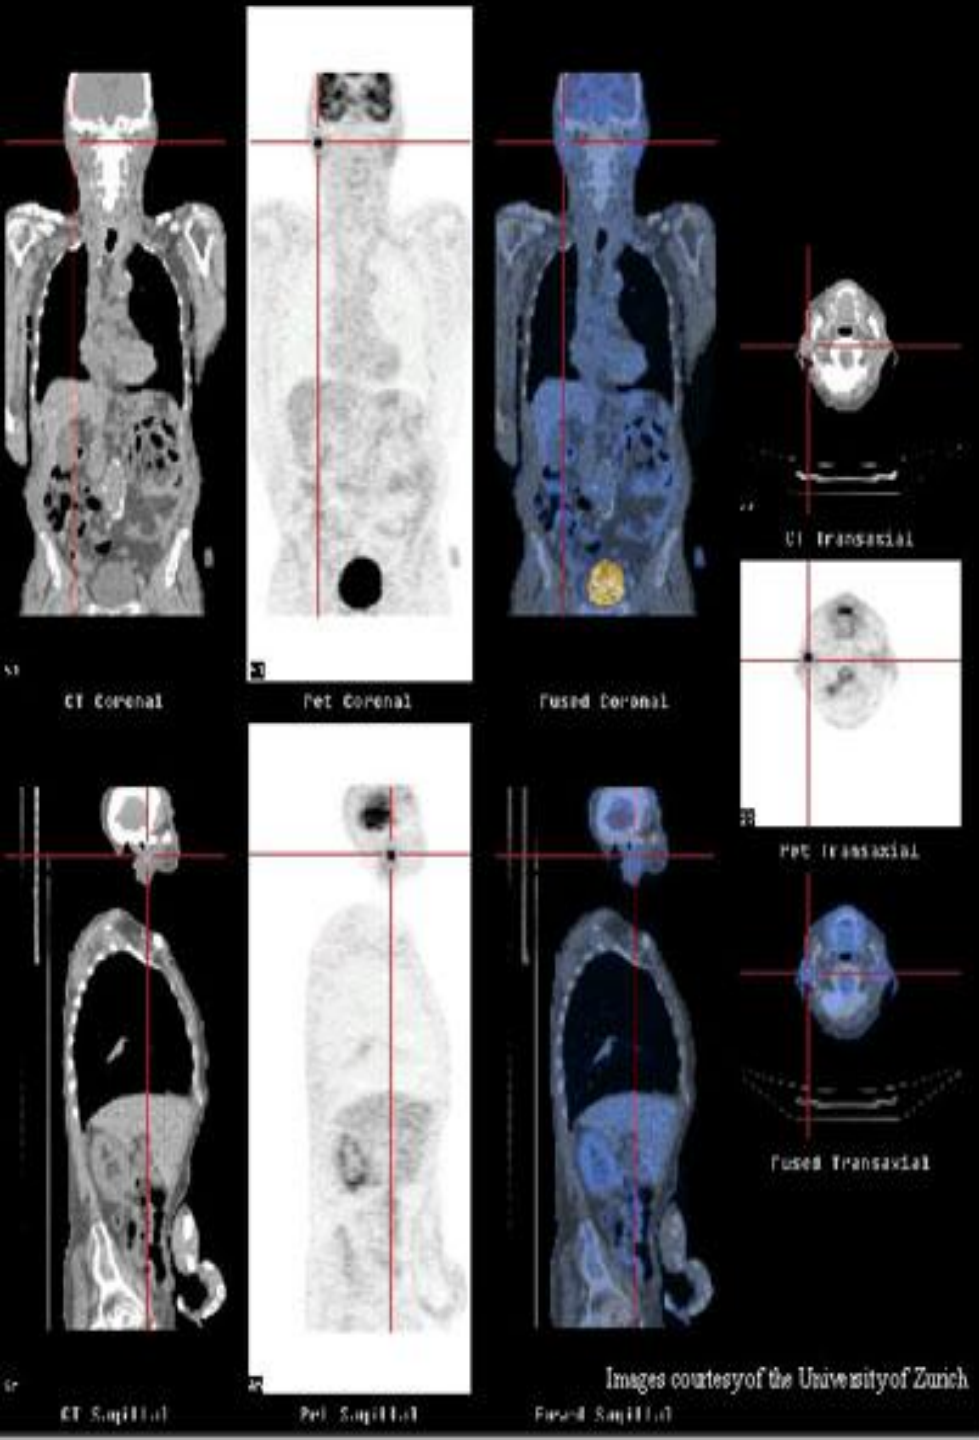 CT Transaxial
CT Coronal
Pet Coronal
Fused Coronal
Pet Transaxial
Fused Transaxial
Images courtesy of the University of Zurich
CT Sagittal
Pet Sagittal
Fused Sagittal